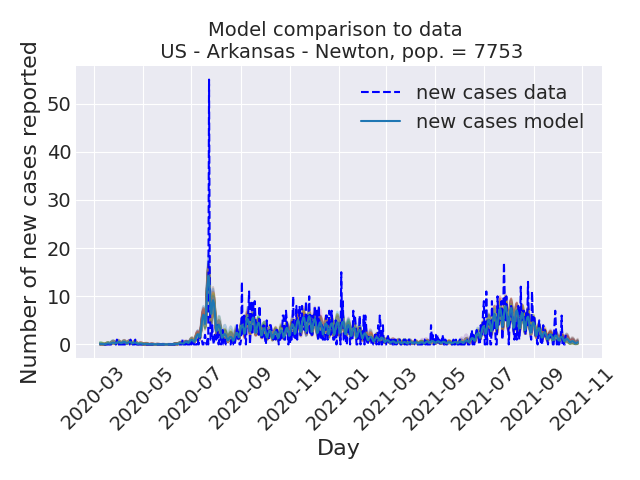 Model comparison to data
US - Arkansas - Newton, pop. = 7753
Number of new cases reported
50
40
30
20
10
0
new cases data
new cases model
2020-03
2020-05
2020-07
2020-09
2020-11
2021-01
2021-03
2021-05
2021-07
2021-09
2021-11
Day